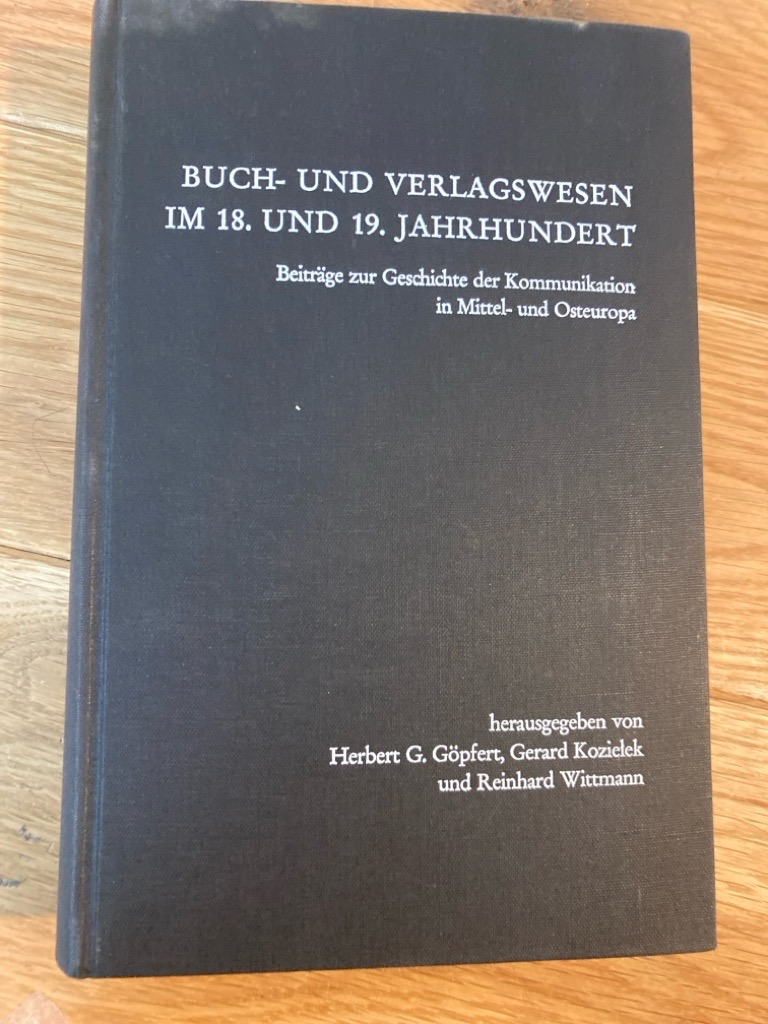 BUCH- UND VERLAGSWESEN
IM 18. UND 19. JAHRHUNDERT
Beiträge zur Geschichte der Kommunikation
in Mittel- und Osteuropa
herausgegeben von
Herbert G. Göpfert, Gerard Kozielek
und Reinhard Wittmann